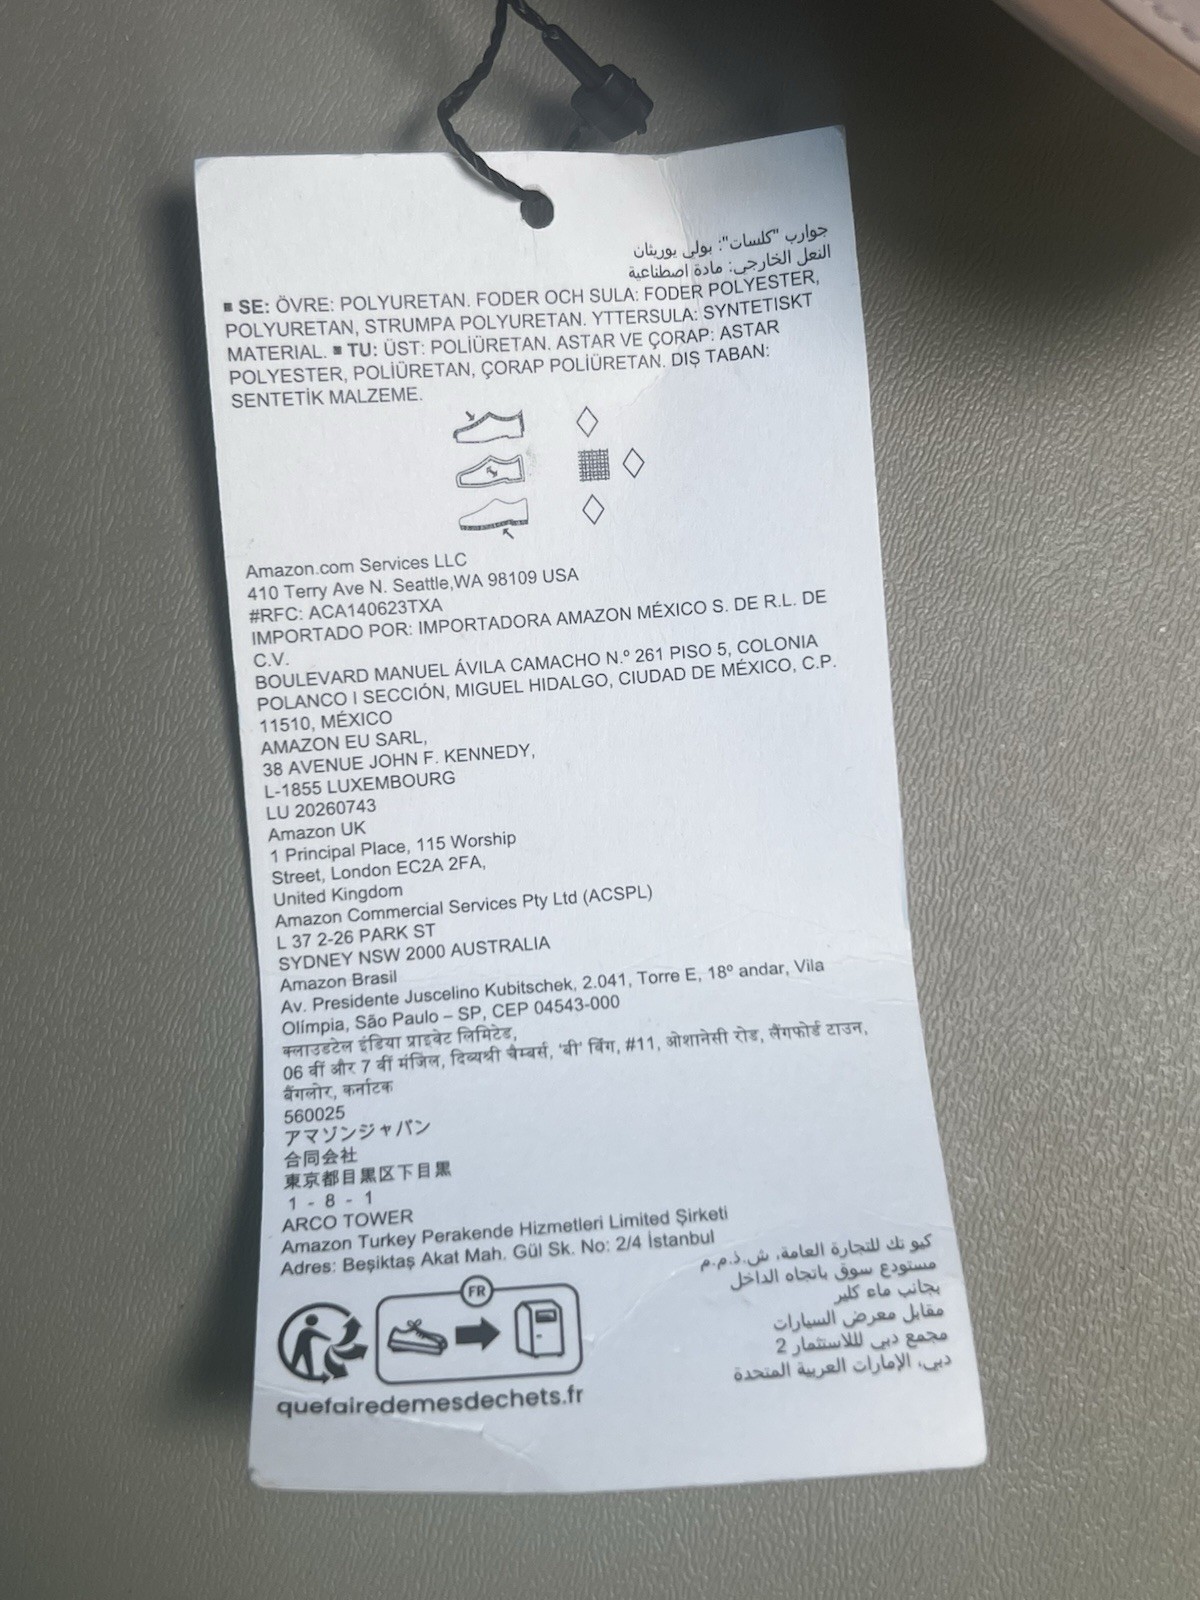 جوارب "كلسات": بولي يوريثان
النعل الخارجي: مادة اصطناعية
▪ SE: ÖVRE: POLYURETAN. FODER OCH SULA: FODER POLYESTER,
POLYURETAN, STRUMPA POLYURETAN. YTTERSULA: SYNTETISKT
MATERIAL. ▪ TU: ÜST: POLİÜRETAN. ASTAR VE ÇORAP: ASTAR
POLYESTER, POLİÜRETAN, ÇORAP POLİÜRETAN. DIŞ TABAN:
SENTETİK MALZEME.
Amazon.com Services LLC
410 Terry Ave N. Seattle,WA 98109 USA
#RFC: ACA140623TXA
IMPORTADO POR: IMPORTADORA AMAZON MÉXICO S. DE R.L. DE
C.V.
BOULEVARD MANUEL ÁVILA CAMACHO N.º 261 PISO 5, COLONIA
POLANCO I SECCIÓN, MIGUEL HIDALGO, CIUDAD DE MÉXICO, C.P.
11510, MÉXICO
AMAZON EU SARL,
38 AVENUE JOHN F. KENNEDY,
L-1855 LUXEMBOURG
LU 20260743
Amazon UK
1 Principal Place, 115 Worship
Street, London EC2A 2FA,
United Kingdom
Amazon Commercial Services Pty Ltd (ACSPL)
L 37 2-26 PARK ST
SYDNEY NSW 2000 AUSTRALIA
Amazon Brasil
Av. Presidente Juscelino Kubitschek, 2.041, Torre E, 18º andar, Vila
Olímpia, São Paulo – SP, CEP 04543-000
क्लाउडटेल इंडिया प्राइवेट लिमिटेड,
06 वीं और 7 वीं मंजिल, दिव्यश्री चैम्बर्स, 'बी' विंग, #11, ओशानेसी रोड, लैंगफोर्ड टाउन,
बैंगलोर, कर्नाटक
560025
アマゾンジャパン
合同会社
東京都目黒区下目黒
1 - 8 - 1
ARCO TOWER
Amazon Turkey Perakende Hizmetleri Limited Şirketi
Adres: Beşiktaş Akat Mah. Gül Sk. No: 2/4 İstanbul
كيو تك للتجارة العامة، ش.ذ.م.م
مستودع سوق باتجاه الداخل
بجانب ماء كلير
مقابل معرض السيارات
مجمع دبي لللاستثمار 2
دبي، الإمارات العربية المتحدة
FR
quefairedemesdechets.fr